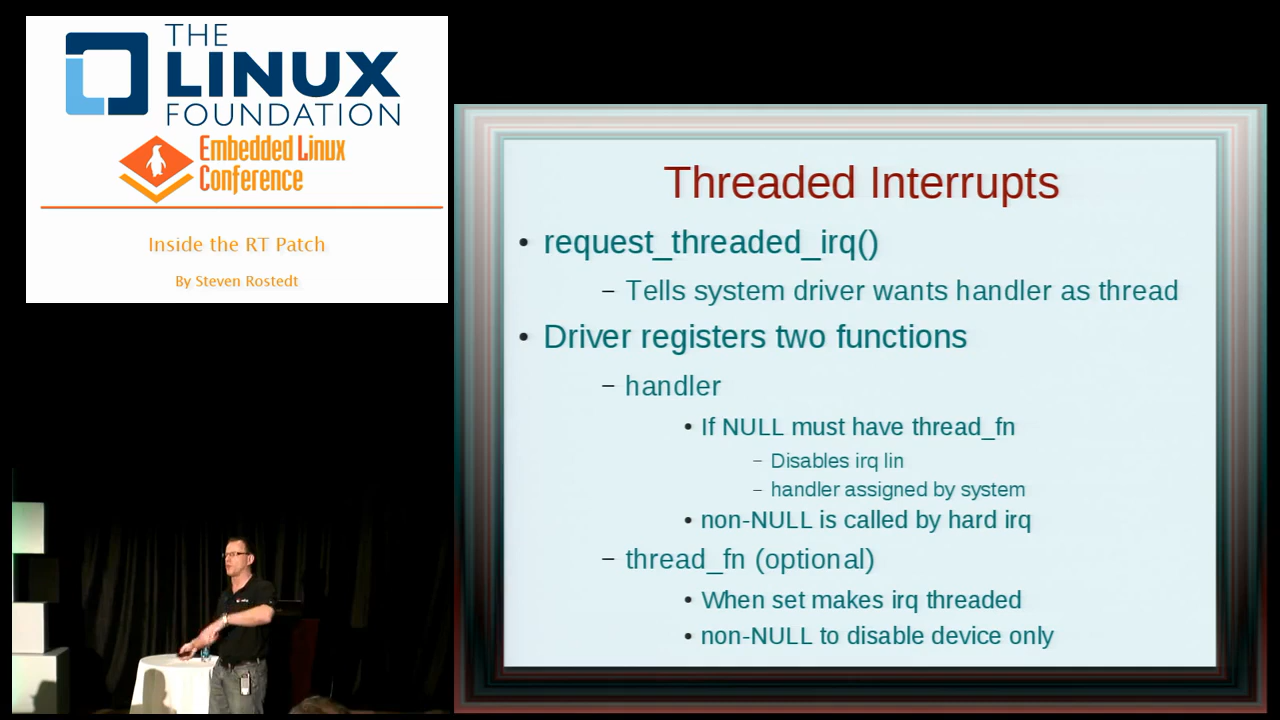 THE
LINUX
FOUNDATION
Embedded Linux
Conference
Inside the RT Patch
By Steven Rostedt
Threaded Interrupts
• request_threaded_irq()
– Tells system driver wants handler as thread
• Driver registers two functions
– handler
• If NULL must have thread_fn
– Disables irq lin
– handler assigned by system
• non-NULL is called by hard irq
– thread_fn (optional)
• When set makes irq threaded
• non-NULL to disable device only